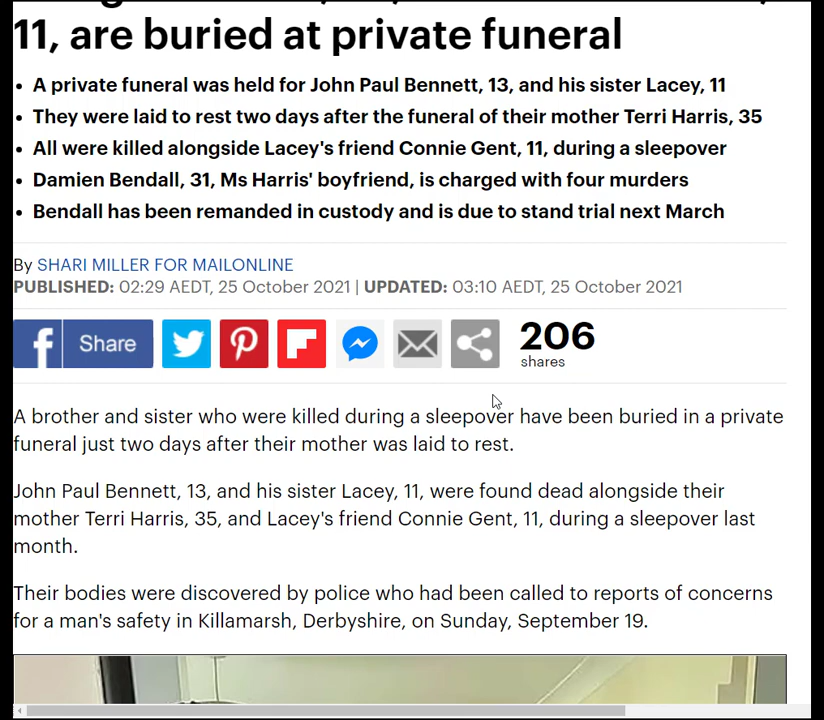 11, are buried at private funeral
• A private funeral was held for John Paul Bennett, 13, and his sister Lacey, 11
• They were laid to rest two days after the funeral of their mother Terri Harris, 35
• All were killed alongside Lacey's friend Connie Gent, 11, during a sleepover
• Damien Bendall, 31, Ms Harris' boyfriend, is charged with four murders
• Bendall has been remanded in custody and is due to stand trial next March
By SHARI MILLER FOR MAILONLINE
PUBLISHED: 02:29 AEDT, 25 October 2021 | UPDATED: 03:10 AEDT, 25 October 2021
f Share 206
shares
A brother and sister who were killed during a sleepover have been buried in a private
funeral just two days after their mother was laid to rest.
John Paul Bennett, 13, and his sister Lacey, 11, were found dead alongside their
mother Terri Harris, 35, and Lacey's friend Connie Gent, 11, during a sleepover last
month.
Their bodies were discovered by police who had been called to reports of concerns
for a man's safety in Killamarsh, Derbyshire, on Sunday, September 19.